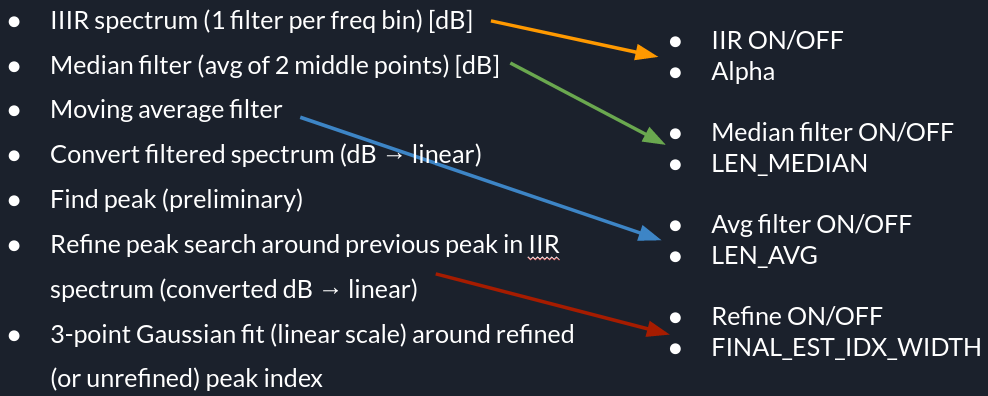 IIIR spectrum (1 filter per freq bin) [dB]
Median filter (avg of 2 middle points) [dB]
Moving average filter
Convert filtered spectrum (dB → linear)
Find peak (preliminary)
Refine peak search around previous peak in IIR
spectrum (converted dB → linear)
3-point Gaussian fit (linear scale) around refined
(or unrefined) peak index
IIR ON/OFF
Alpha
Median filter ON/OFF
LEN_MEDIAN
Avg filter ON/OFF
LEN_AVG
Refine ON/OFF
FINAL_EST_IDX_WIDTH